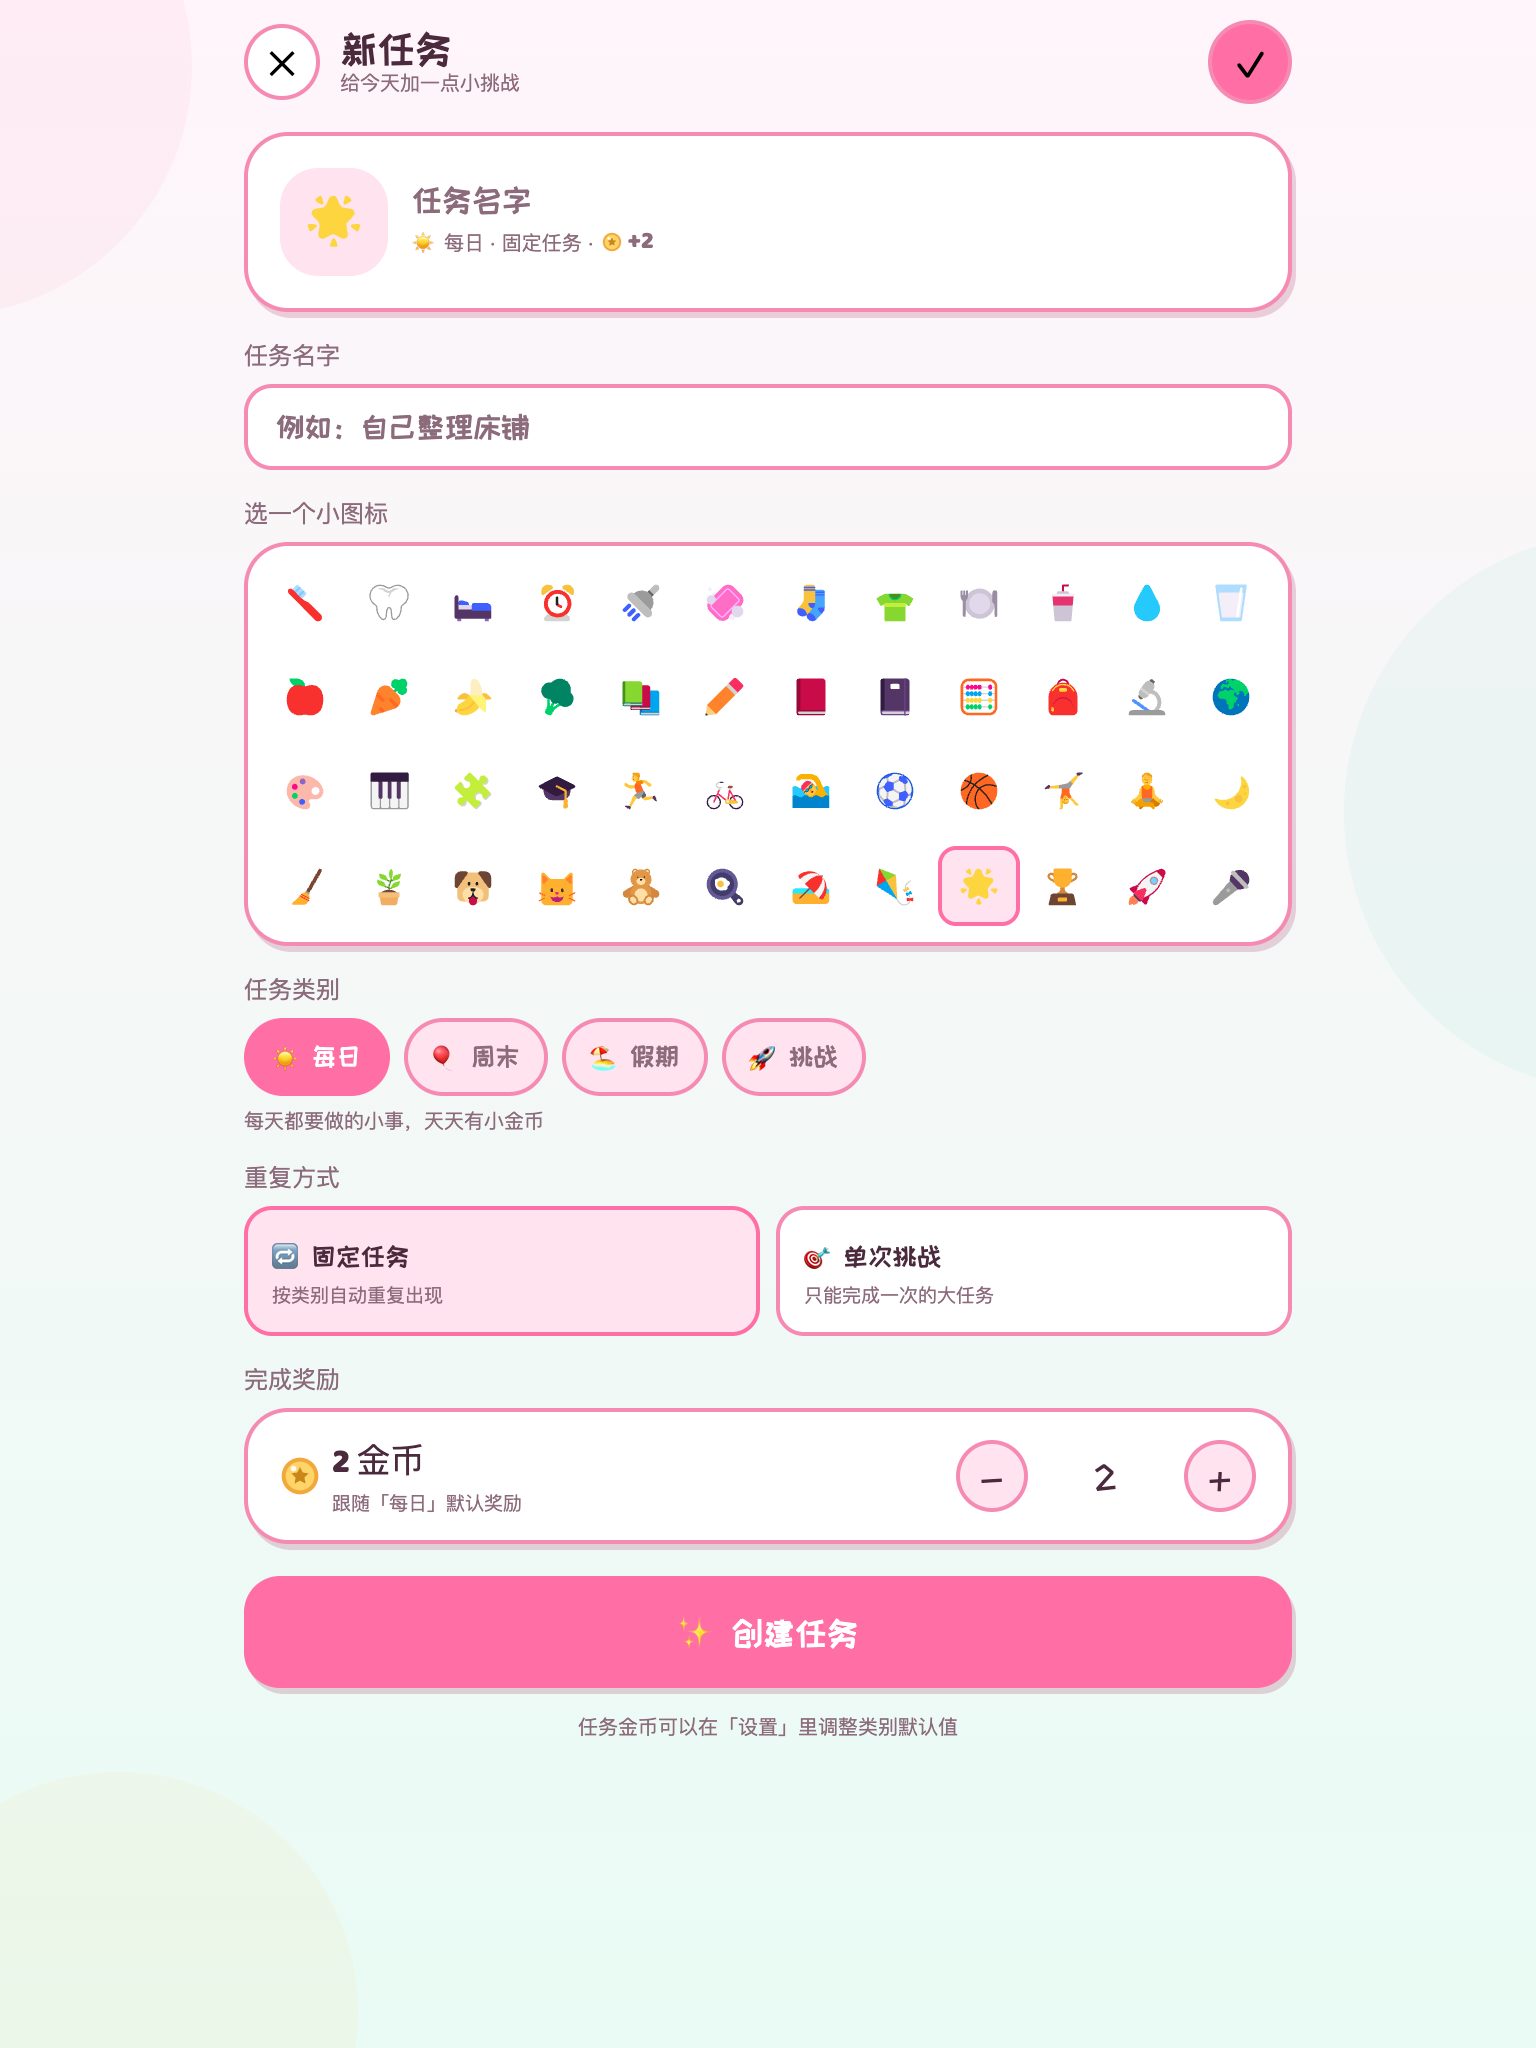 新任务
给今天加一点小挑战
任务名字
每日 · 固定任务 · +2
任务名字
例如：自己整理床铺
选一个小图标
任务类别
每日 周末 假期 挑战
每天都要做的小事，天天有小金币
重复方式
固定任务
按类别自动重复出现
单次挑战
只能完成一次的大任务
完成奖励
2 金币
跟随「每日」默认奖励
− 2 +
创建任务
任务金币可以在「设置」里调整类别默认值